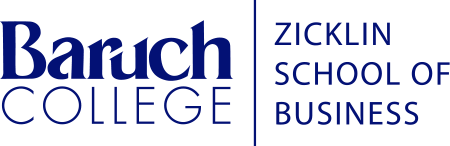 Baruch
COLLEGE
ZICKLIN
SCHOOL OF
BUSINESS